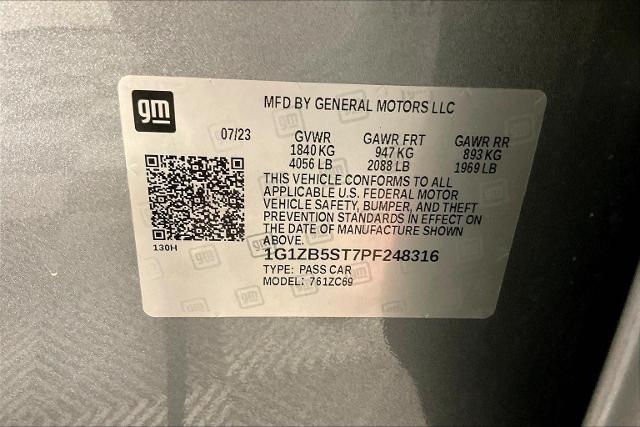 gm
MFD BY GENERAL MOTORS LLC
07/23 GVWR GAWR FRT GAWR RR
1840 KG 947 KG 893 KG
4056 LB 2088 LB 1969 LB
THIS VEHICLE CONFORMS TO ALL
APPLICABLE U.S. FEDERAL MOTOR
VEHICLE SAFETY, BUMPER, AND THEFT
PREVENTION STANDARDS IN EFFECT ON
THE DATE OF MANUFACTURE SHOWN
ABOVE.
130H
1G1ZB5ST7PF248316
TYPE: PASS CAR
MODEL: 761ZC69